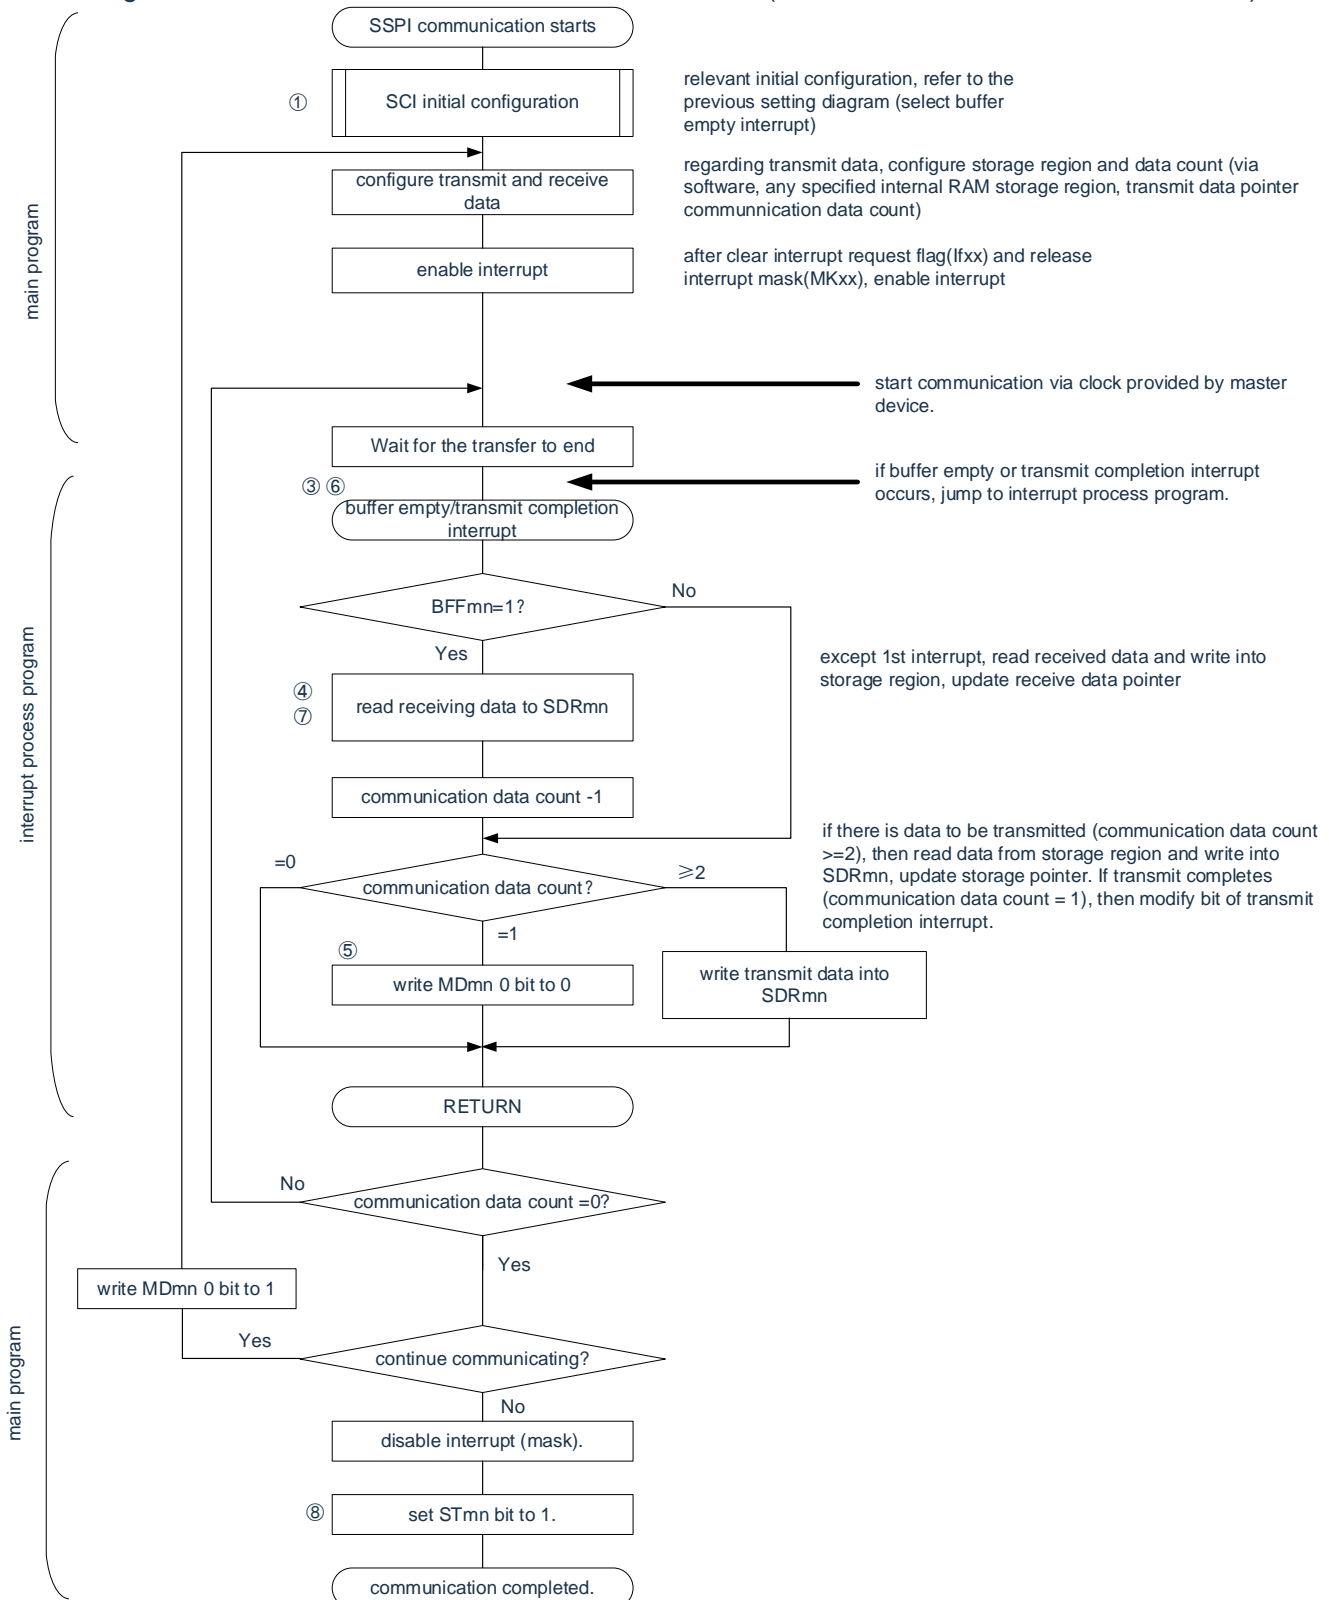 SSPI communication starts
①
SCI initial configuration
relevant initial configuration, refer to the
previous setting diagram (select buffer
empty interrupt)
configure transmit and receive
data
regarding transmit data, configure storage region and data count (via
software, any specified internal RAM storage region, transmit data pointer
communnication data count)
main program
enable interrupt
after clear interrupt request flag(Ifxx) and release
interrupt mask(MKxx), enable interrupt
start communication via clock provided by master
device.
Wait for the transfer to end
③ ⑥
if buffer empty or transmit completion interrupt
occurs, jump to interrupt process program.
buffer empty/transmit completion
interrupt
BFFmn=1?
No
Yes
interrupt process program
except 1st interrupt, read received data and write into
storage region, update receive data pointer
④
⑦
read receiving data to SDRmn
communication data count -1
if there is data to be transmitted (communication data count
>=2), then read data from storage region and write into
SDRmn, update storage pointer. If transmit completes
(communication data count = 1), then modify bit of transmit
completion interrupt.
=0
communication data count?
≥2
=1
⑤
write MDmn 0 bit to 0
write transmit data into
SDRmn
RETURN
No
communication data count =0?
Yes
write MDmn 0 bit to 1
main program
Yes
continue communicating?
No
disable interrupt (mask).
⑧
set STmn bit to 1.
communication completed.